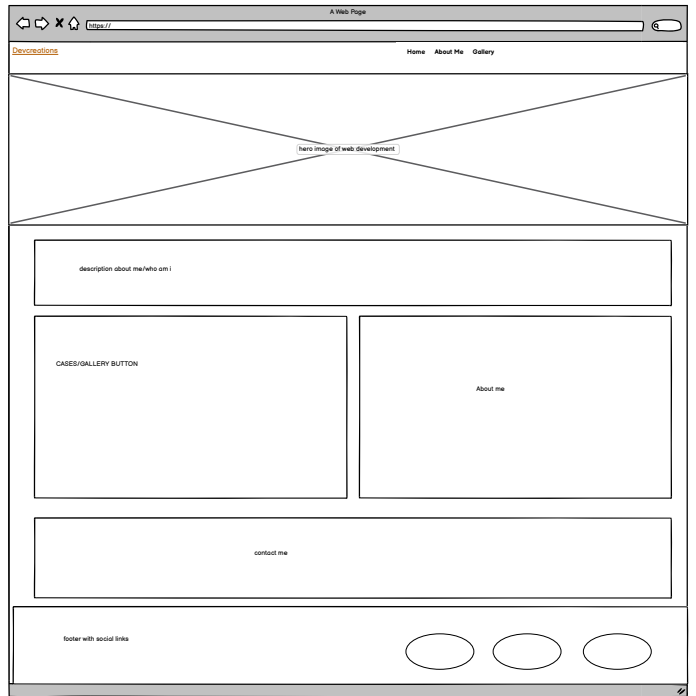 A Web Page
https://
Devcreations
Home About Me Gallery
hero image of web development
description about me/who am i
CASES/GALLERY BUTTON
About me
contact me
footer with social links